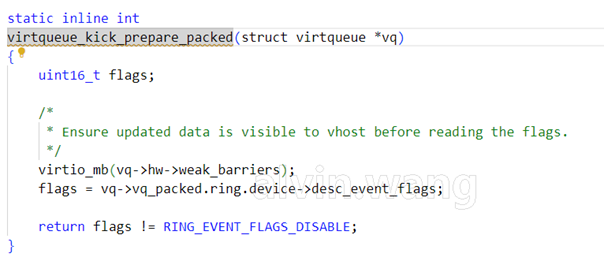 static inline int
virtqueue_kick_prepare_packed(struct virtqueue *vq)
{
    uint16_t flags;

    /*
     * Ensure updated data is visible to vhost before reading the flags.
     */
    virtio_mb(vq->hw->weak_barriers);
    flags = vq->vq_packed.ring.device->desc_event_flags;
alvin.wang

    return flags != RING_EVENT_FLAGS_DISABLE;
}